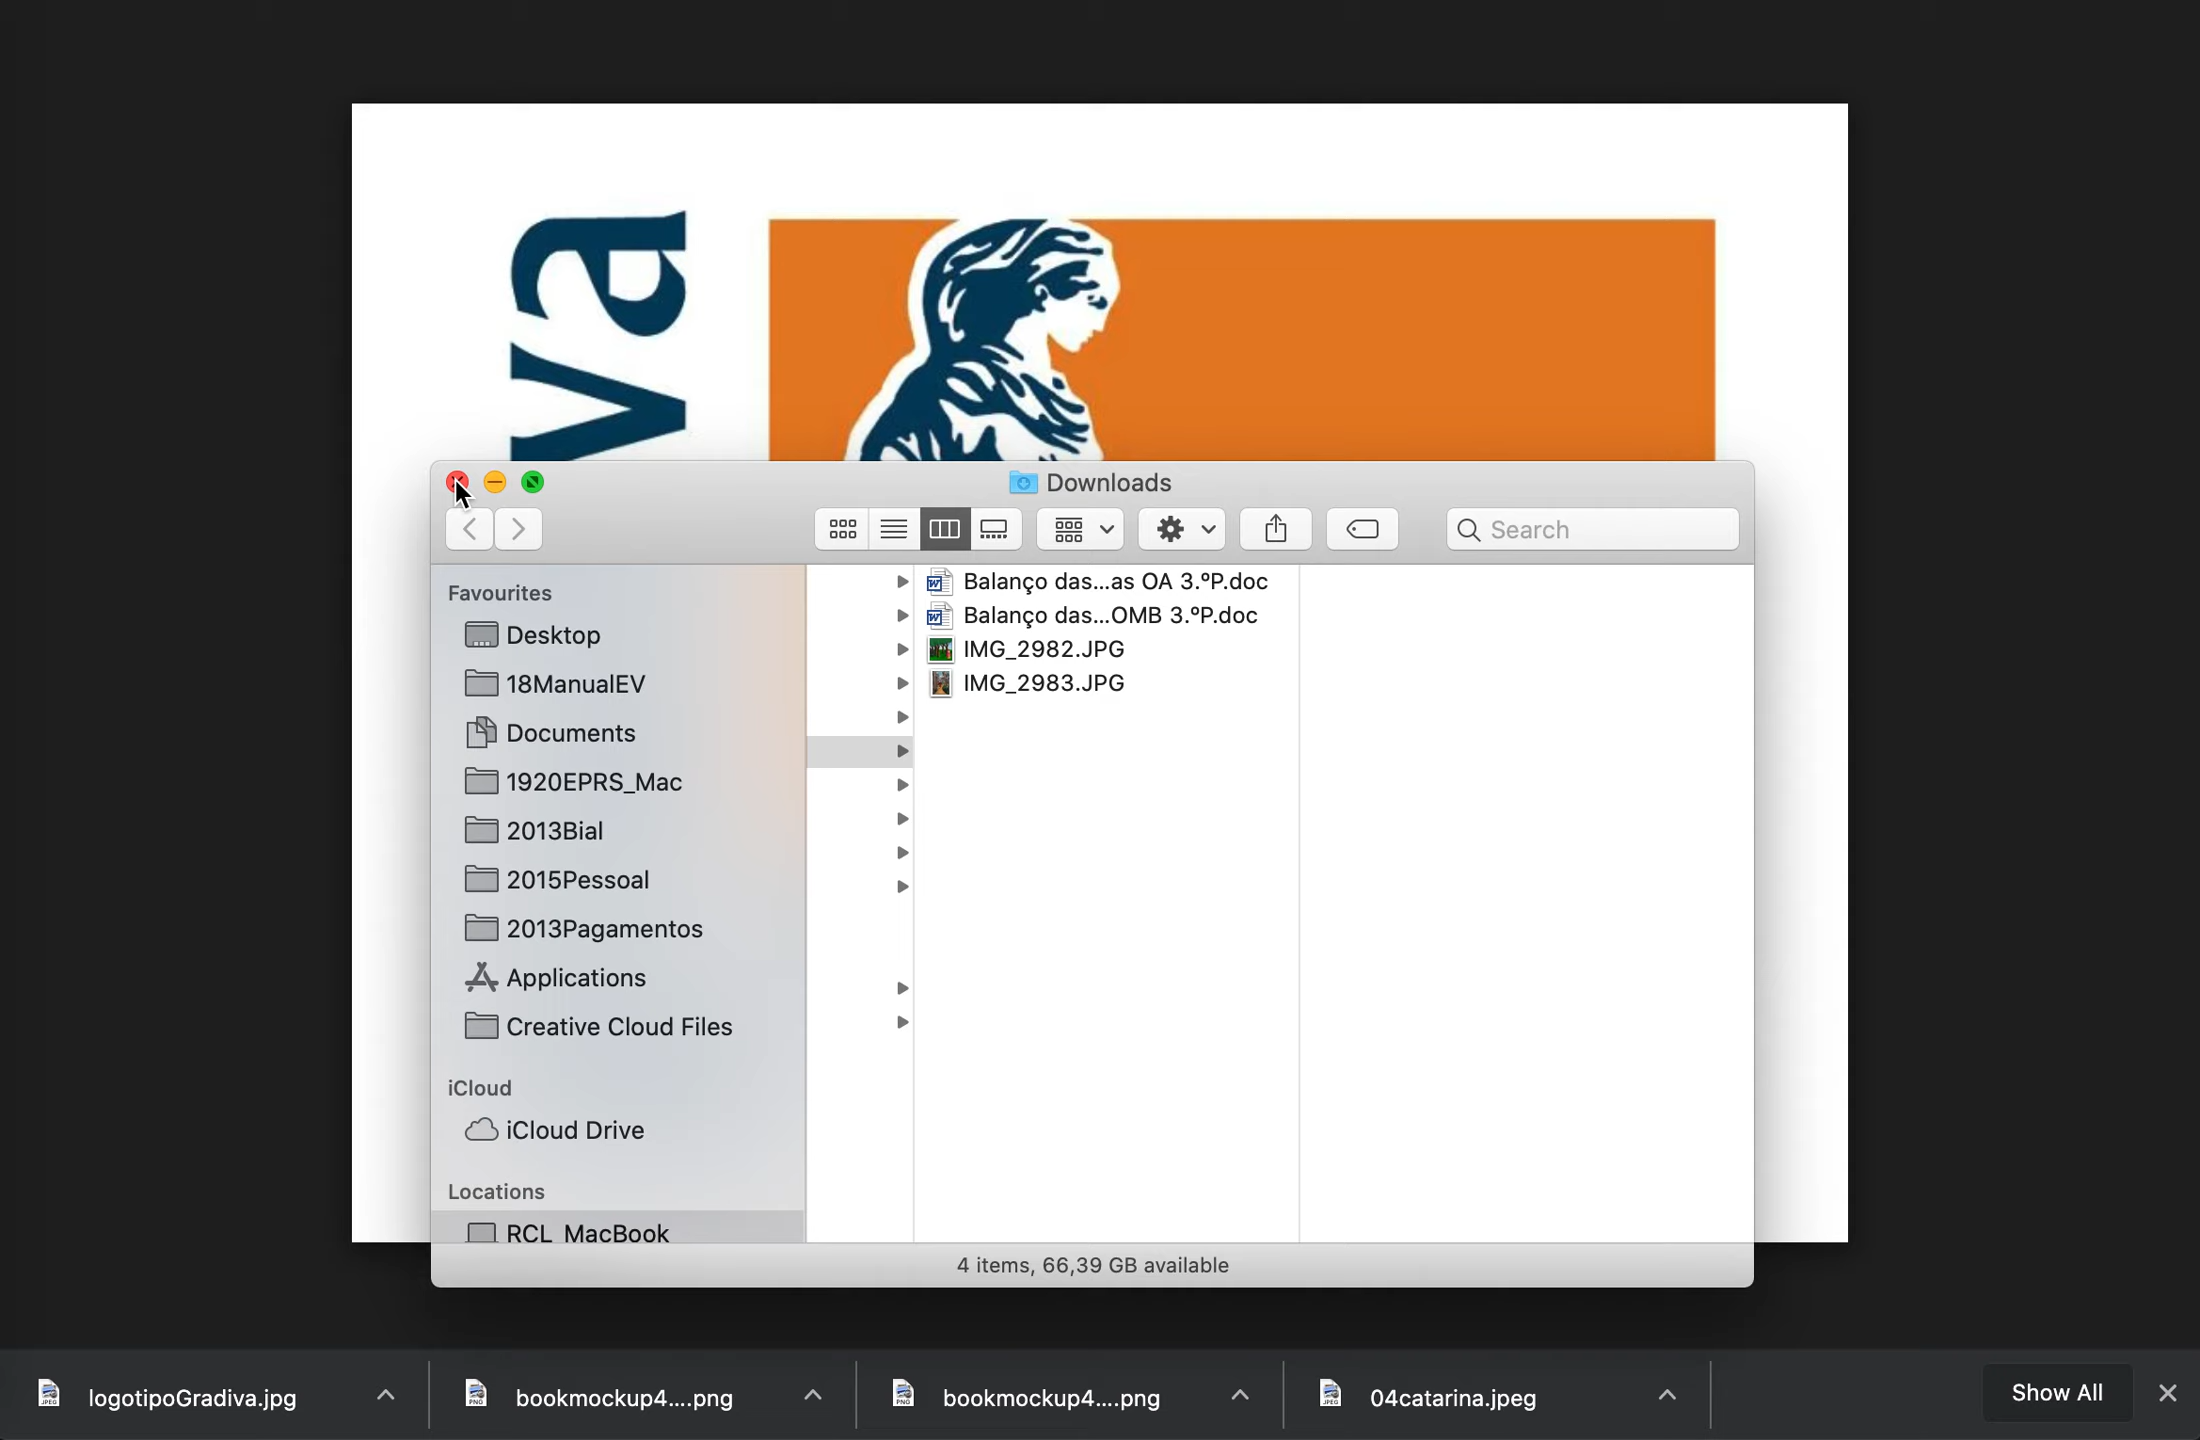 va
Downloads
Search
Favourites
Desktop
18ManualEV
Documents
1920EPRS_Mac
2013Bial
2015Pessoal
2013Pagamentos
Applications
Creative Cloud Files
iCloud
iCloud Drive
Locations
RCL_MacBook
Balanço das...as OA 3.ºP.doc
Balanço das...OMB 3.ºP.doc
IMG_2982.JPG
IMG_2983.JPG
4 items, 66,39 GB available
logotipoGradiva.jpg
bookmockup4....png
bookmockup4....png
04catarina.jpeg
Show All